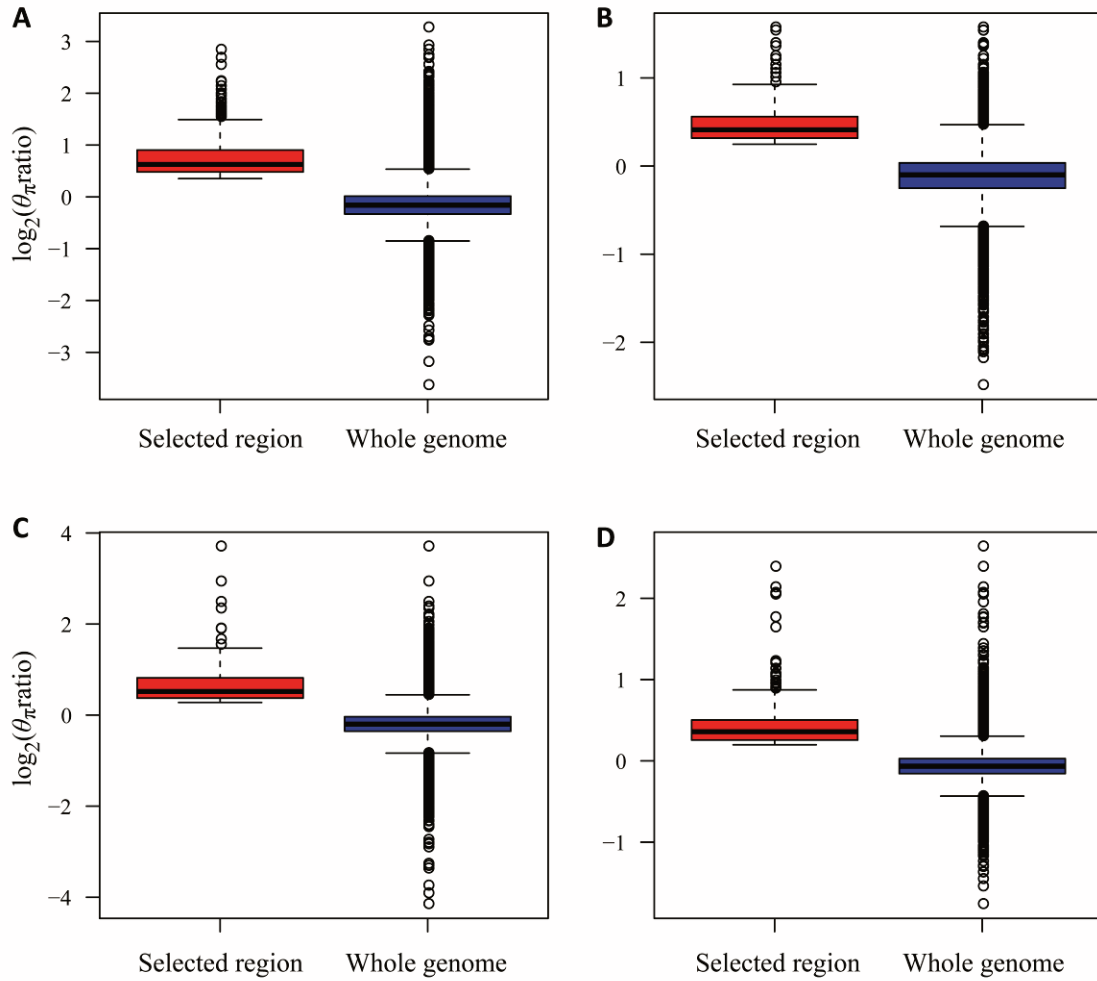 A
B
log₂(θπratio)
3
2
1
0
−1
−2
−3
1
0
−1
−2
Selected region
Whole genome
Selected region
Whole genome
C
D
log₂(θπratio)
4
2
0
−2
−4
2
1
0
−1
Selected region
Whole genome
Selected region
Whole genome